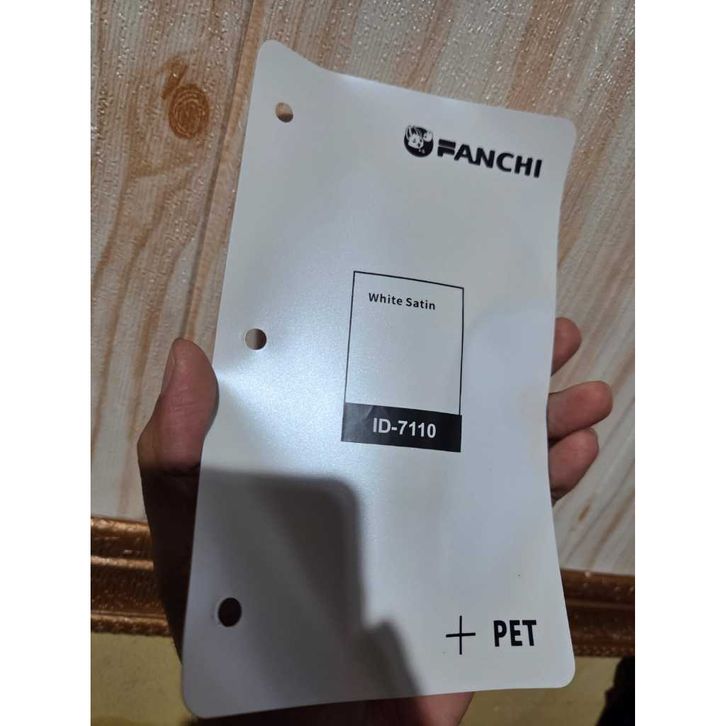 FANCHI
White Satin
ID-7110
+ PET